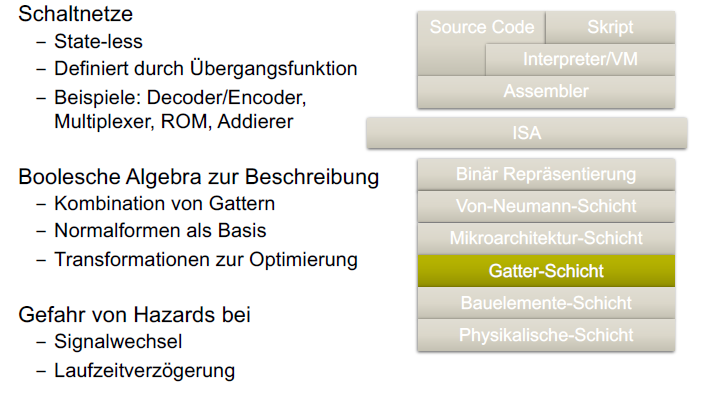 Schaltnetze
– State-less
– Definiert durch Übergangsfunktion
– Beispiele: Decoder/Encoder,
Multiplexer, ROM, Addierer
Boolesche Algebra zur Beschreibung
– Kombination von Gattern
– Normalformen als Basis
– Transformationen zur Optimierung
Gefahr von Hazards bei
– Signalwechsel
– Laufzeitverzögerung
Source Code
Skript
Interpreter/VM
Assembler
ISA
Binär Repräsentierung
Von-Neumann-Schicht
Mikroarchitektur-Schicht
Gatter-Schicht
Bauelemente-Schicht
Physikalische-Schicht